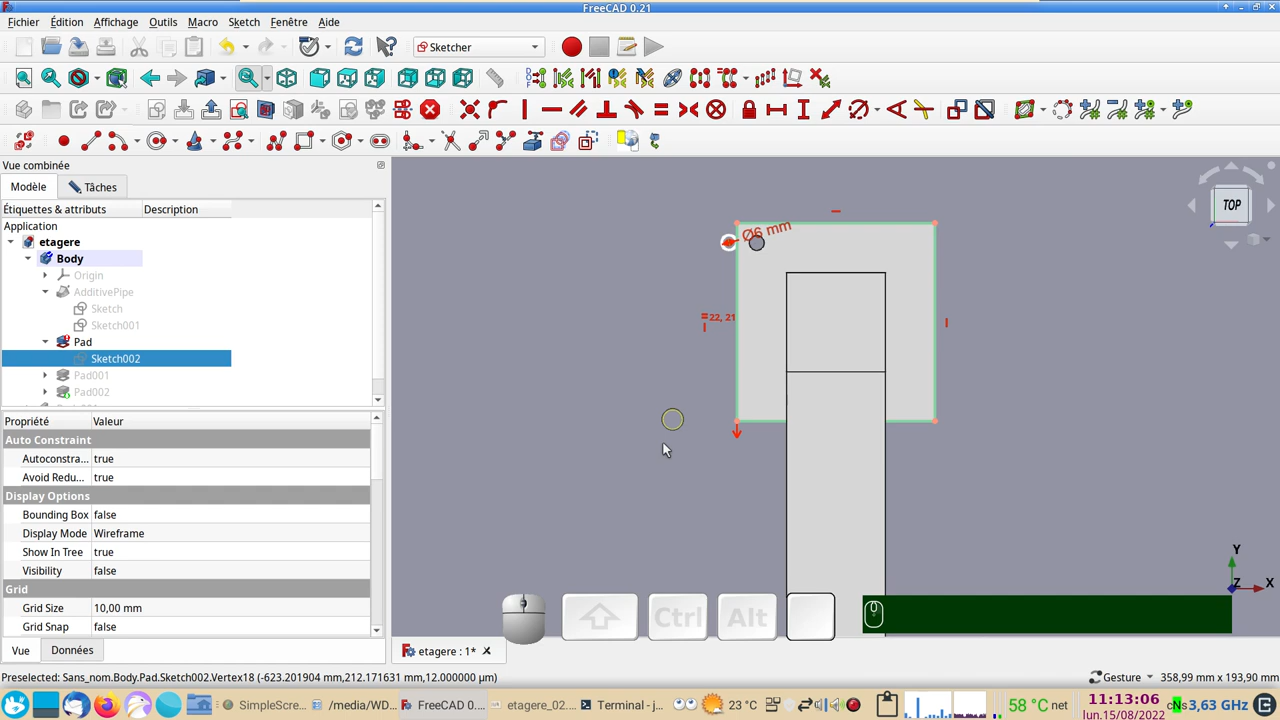 FreeCAD 0.21
Fichier Édition Affichage Outils Macro Sketch Fenêtre Aide
Sketcher
Vue combinée
Modèle Tâches
Étiquettes & attributs Description
Application
etagere
Body
Origin
AdditivePipe
Sketch
Sketch001
Pad
Sketch002
Pad001
Pad002
Propriété Valeur
Auto Constraint
Autoconstra... true
Avoid Redu... true
Display Options
Bounding Box false
Display Mode Wireframe
Show In Tree true
Visibility false
Grid
Grid Size 10,00 mm
Grid Snap false
Vue Données
Ø6 mm
22, 21
TOP
Y
Z X
Ctrl Alt
etagere : 1*
Preselected: Sans_nom.Body.Pad.Sketch002.Vertex18 (-623.201904 mm,212.171631 mm,12.000000 µm)
Gesture 358,99 mm x 193,90 mm
SimpleScre...
/media/WD...
FreeCAD 0....
etagere_02....
Terminal - j...
23 °C
58 °C net
11:13:06
lun.15/08/2022
3,63 GHz